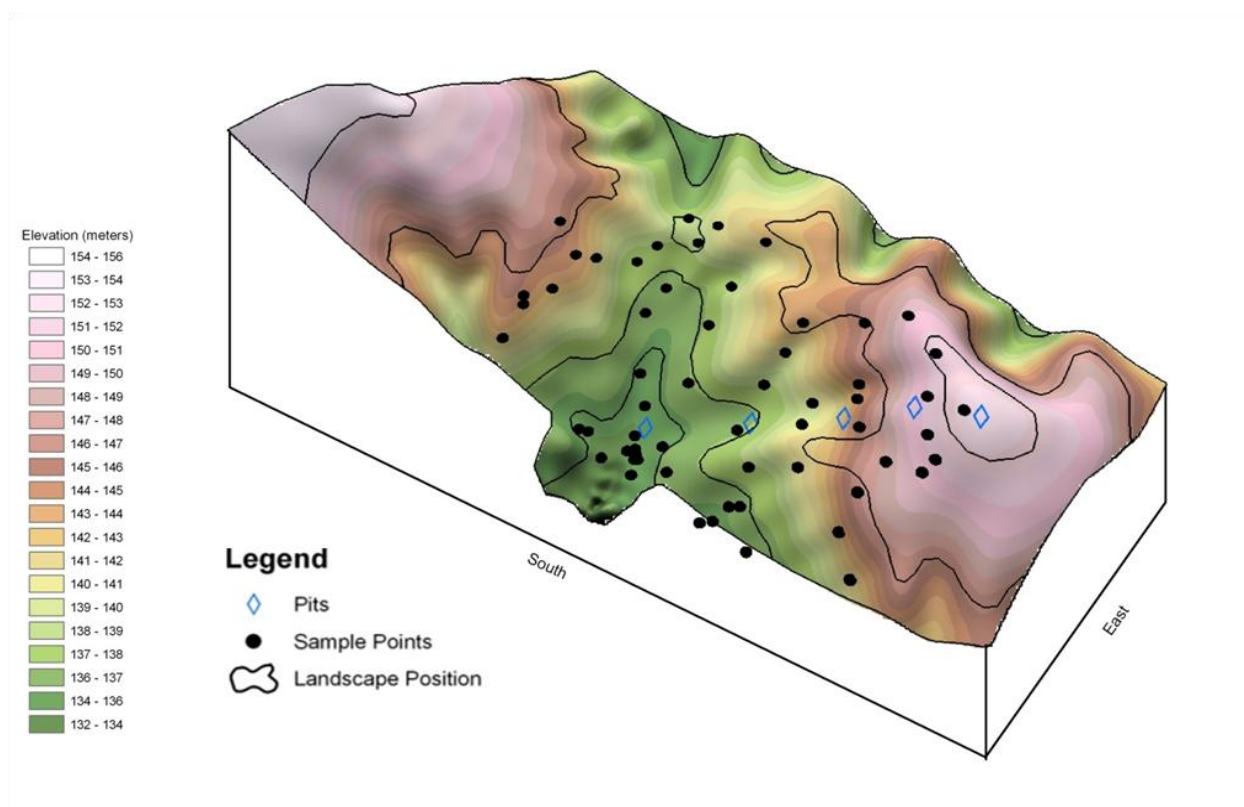 Elevation (meters)
154 - 156
153 - 154
152 - 153
151 - 152
150 - 151
149 - 150
148 - 149
147 - 148
146 - 147
145 - 146
144 - 145
143 - 144
142 - 143
141 - 142
140 - 141
139 - 140
138 - 139
137 - 138
136 - 137
134 - 136
132 - 134
Legend
Pits
Sample Points
Landscape Position
South
East